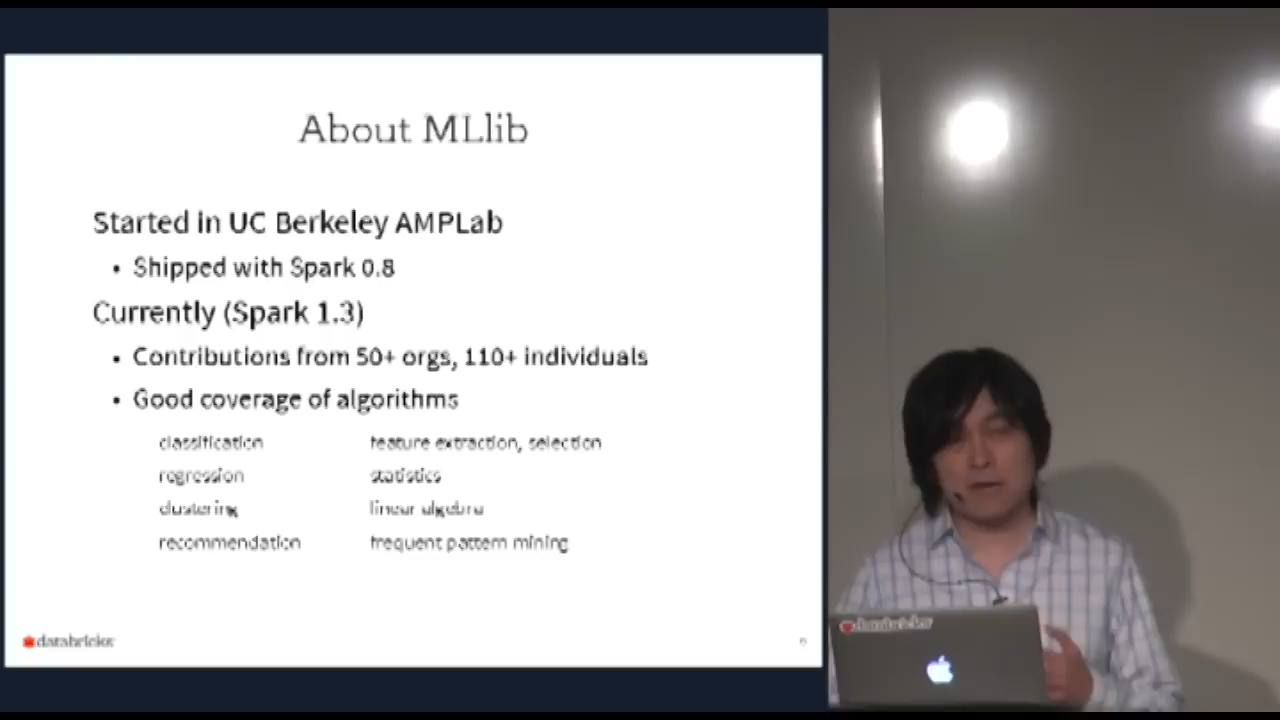 About MLlib
Started in UC Berkeley AMPLab
• Shipped with Spark 0.8
Currently (Spark 1.3)
• Contributions from 50+ orgs, 110+ individuals
• Good coverage of algorithms
classification
feature extraction, selection
regression
statistics
clustering
linear algebra
recommendation
frequent pattern mining
databricks
databricks